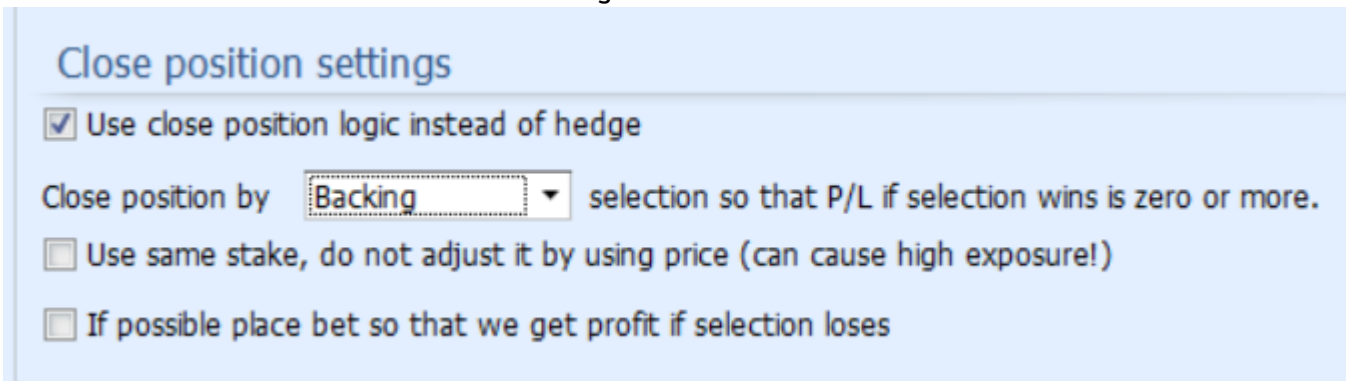 Close position settings
Use close position logic instead of hedge
Close position by Backing selection so that P/L if selection wins is zero or more.
Use same stake, do not adjust it by using price (can cause high exposure!)
If possible place bet so that we get profit if selection loses